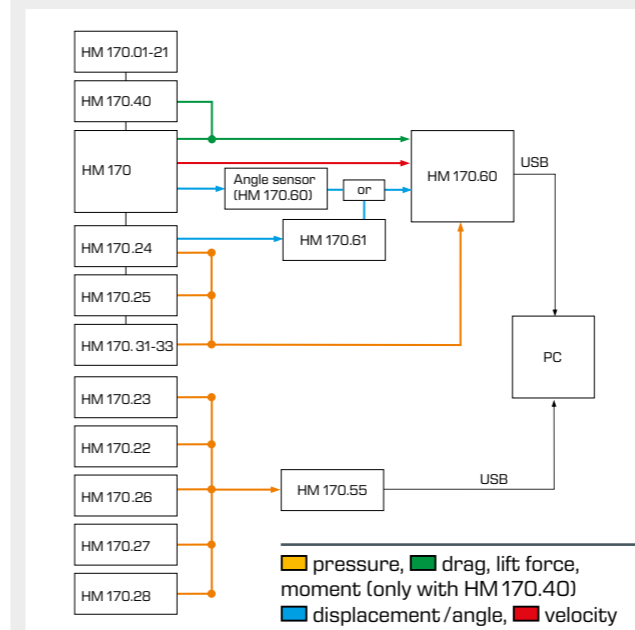 HM 170.01-21
HM 170.40
HM 170
Angle sensor
(HM 170.60)
or
HM 170.60
USB
HM 170.24
HM 170.61
HM 170.25
HM 170. 31-33
PC
HM 170.23
HM 170.22
HM 170.26
HM 170.55
USB
HM 170.27
HM 170.28
pressure, drag, lift force,
moment (only with HM 170.40)
displacement/angle, velocity